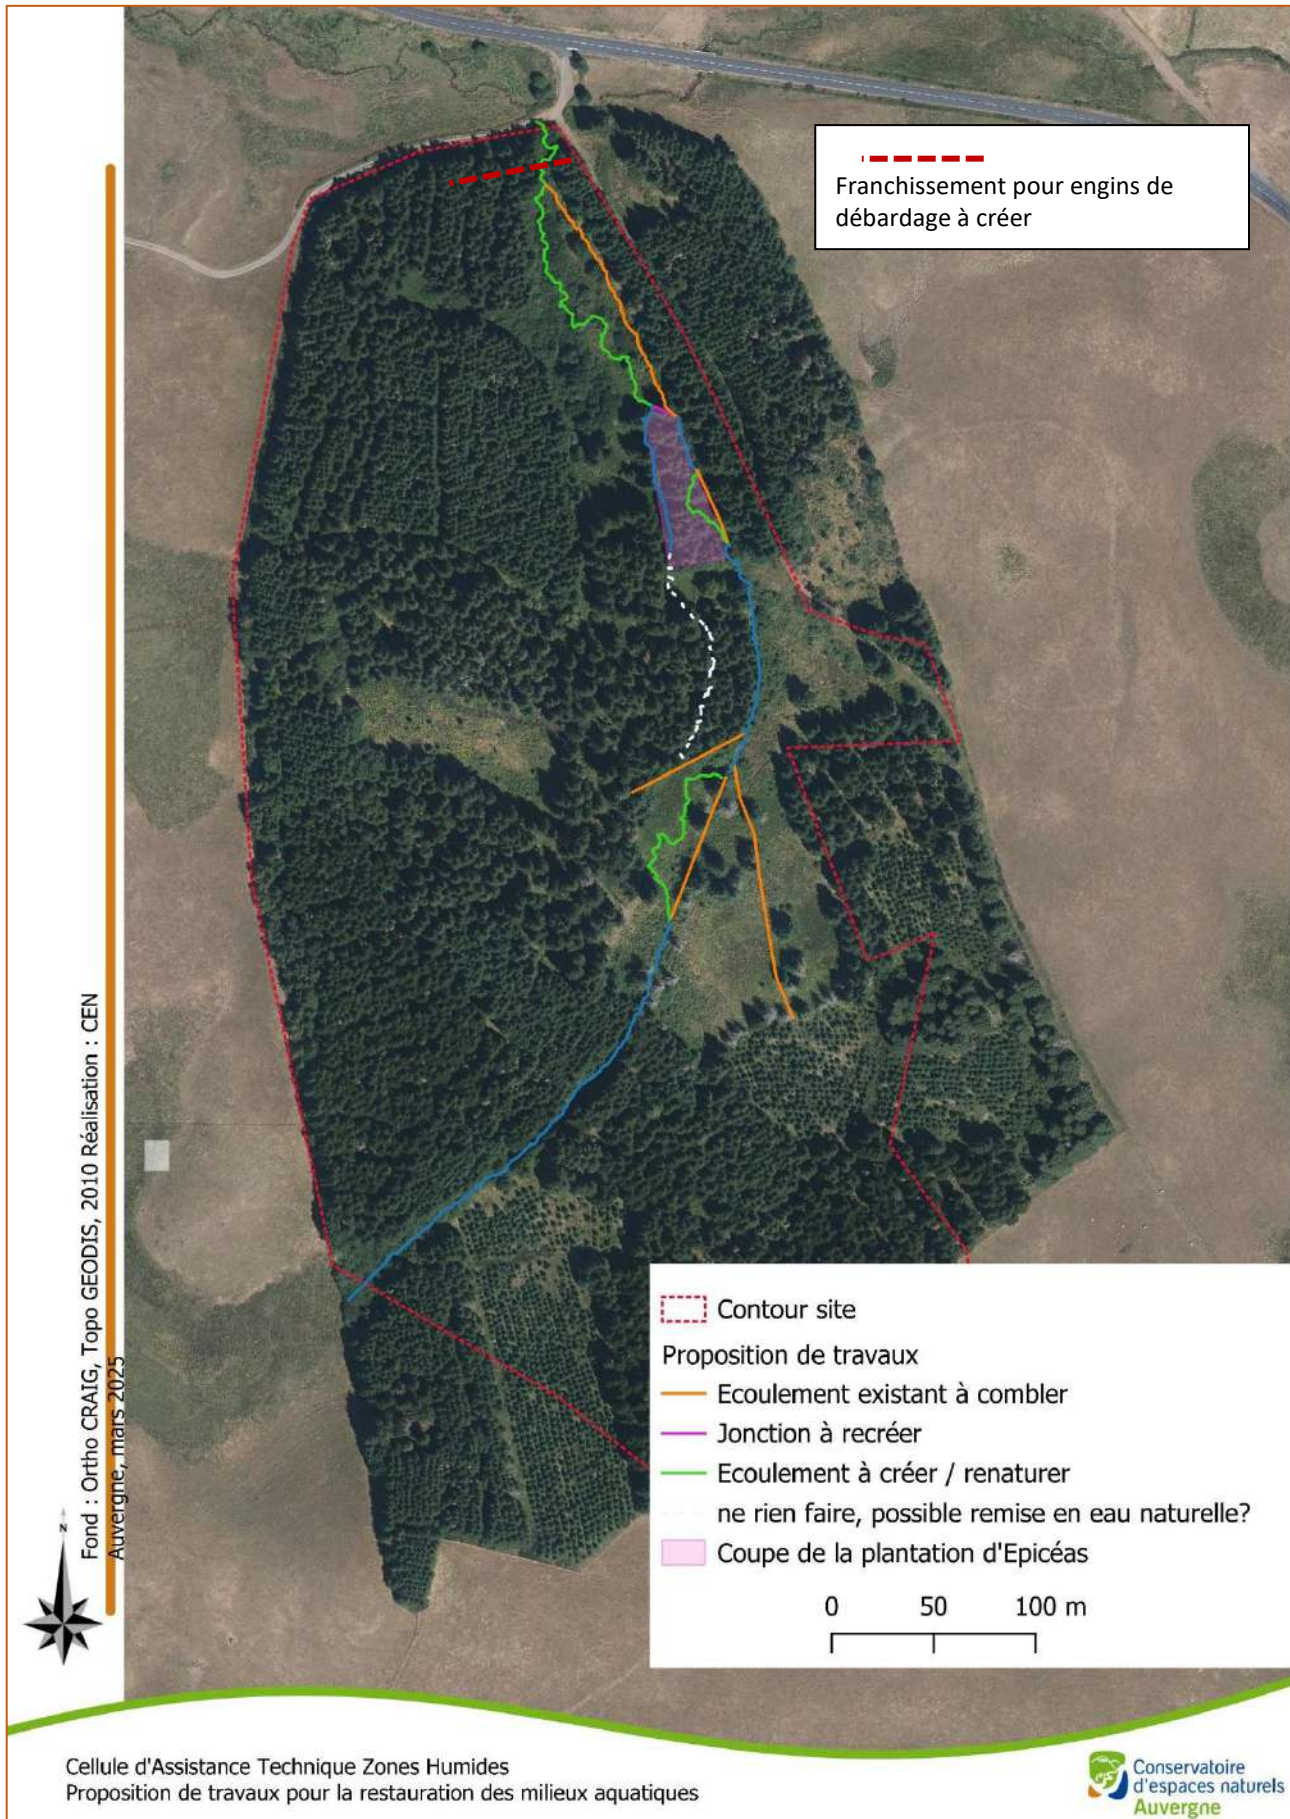 Franchissement pour engins de
débardage à créer
Fond : Ortho CRAIG, Topo GEODIS, 2010 Réalisation : CEN
Auvergne, mars 2025
N
Contour site
Proposition de travaux
Ecoulement existant à combler
Jonction à recréer
Ecoulement à créer / renaturer
ne rien faire, possible remise en eau naturelle?
Coupe de la plantation d'Epicéas
0 50 100 m
Cellule d'Assistance Technique Zones Humides
Proposition de travaux pour la restauration des milieux aquatiques
Conservatoire
d'espaces naturels
Auvergne